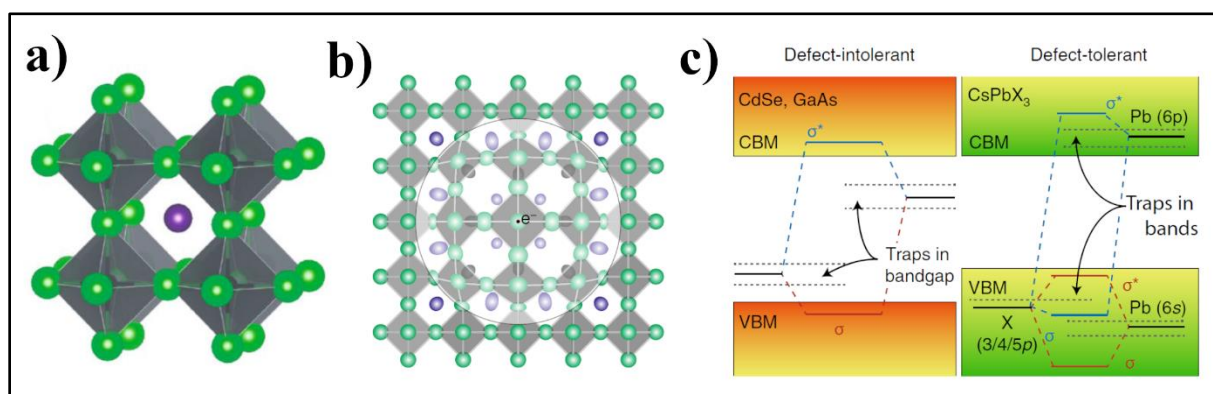 a)
b)
c)
e⁻
Defect-intolerant
CdSe, GaAs
CBM
σ*
Traps in
bandgap
VBM
σ
Defect-tolerant
CsPbX₃
σ*
Pb (6p)
CBM
Traps in
bands
VBM
σ*
Pb (6s)
X
(3/4/5p)
σ
σ